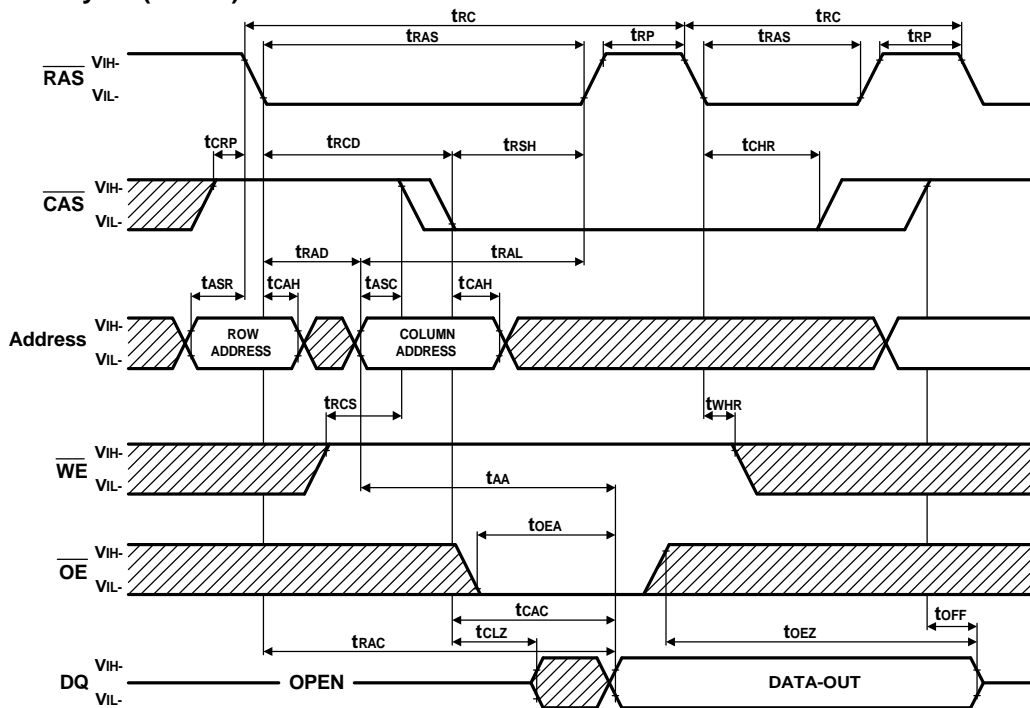 tRC tRC
tRAS tRP tRAS tRP
RAS VIH-
VIL-
tCRP tRCD tRSH tCHR
CAS VIH-
VIL-
tRAD tRAL
tASR tCAH tASC tCAH
Address VIH-
VIL-
ROW ADDRESS
COLUMN ADDRESS
tRCS tWHR
WE VIH-
VIL-
tAA
tOEA
OE VIH-
VIL-
tCAC tOFF
tCLZ tOEZ
tRAC
DQ VIH-
VIL-
OPEN DATA-OUT